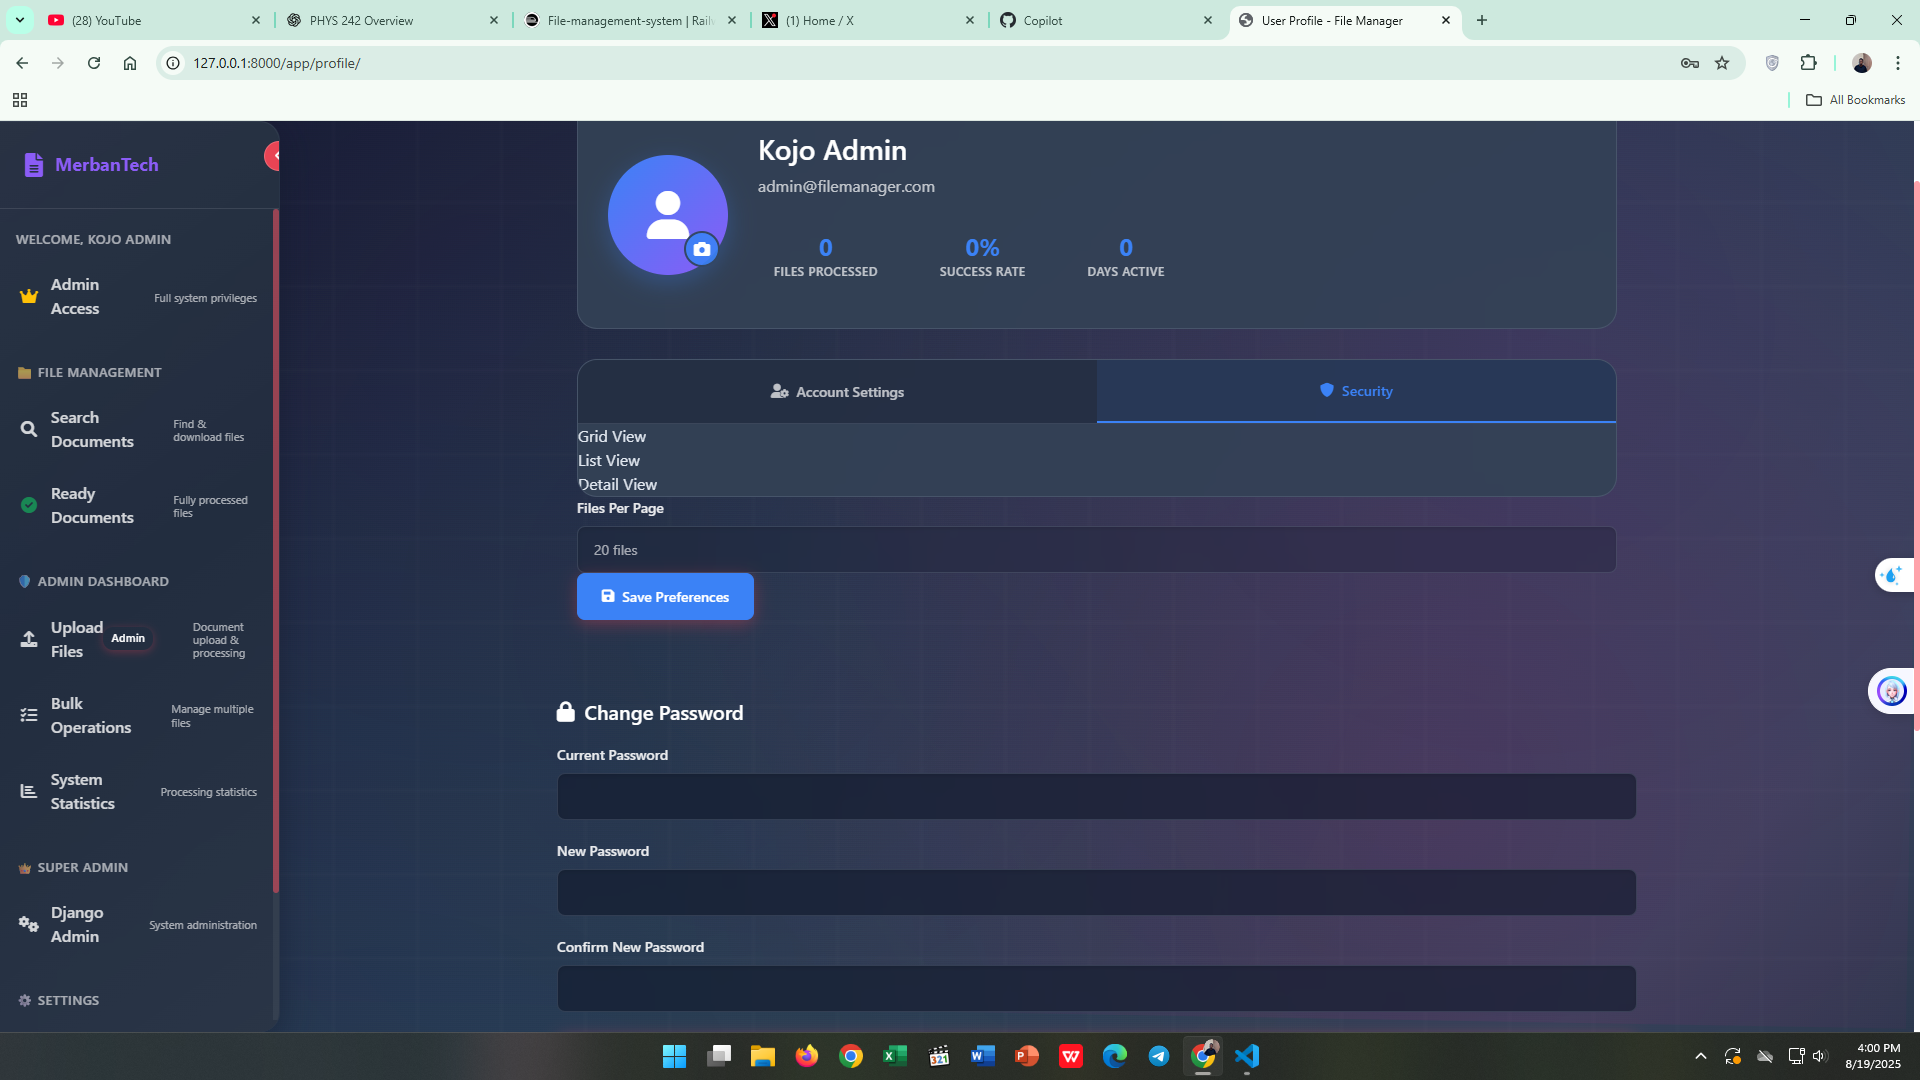 (28) YouTube
PHYS 242 Overview
File-management-system | Rail
(1) Home / X
Copilot
User Profile - File Manager
127.0.0.1:8000/app/profile/
All Bookmarks
MerbanTech
WELCOME, KOJO ADMIN
Admin Access
Full system privileges
FILE MANAGEMENT
Search Documents
Find & download files
Ready Documents
Fully processed files
ADMIN DASHBOARD
Upload Files
Admin
Document upload & processing
Bulk Operations
Manage multiple files
System Statistics
Processing statistics
SUPER ADMIN
Django Admin
System administration
SETTINGS
Kojo Admin
admin@filemanager.com
0
FILES PROCESSED
0%
SUCCESS RATE
0
DAYS ACTIVE
Account Settings
Security
Grid View
List View
Detail View
Files Per Page
20 files
Save Preferences
Change Password
Current Password
New Password
Confirm New Password
321
4:00 PM
8/19/2025